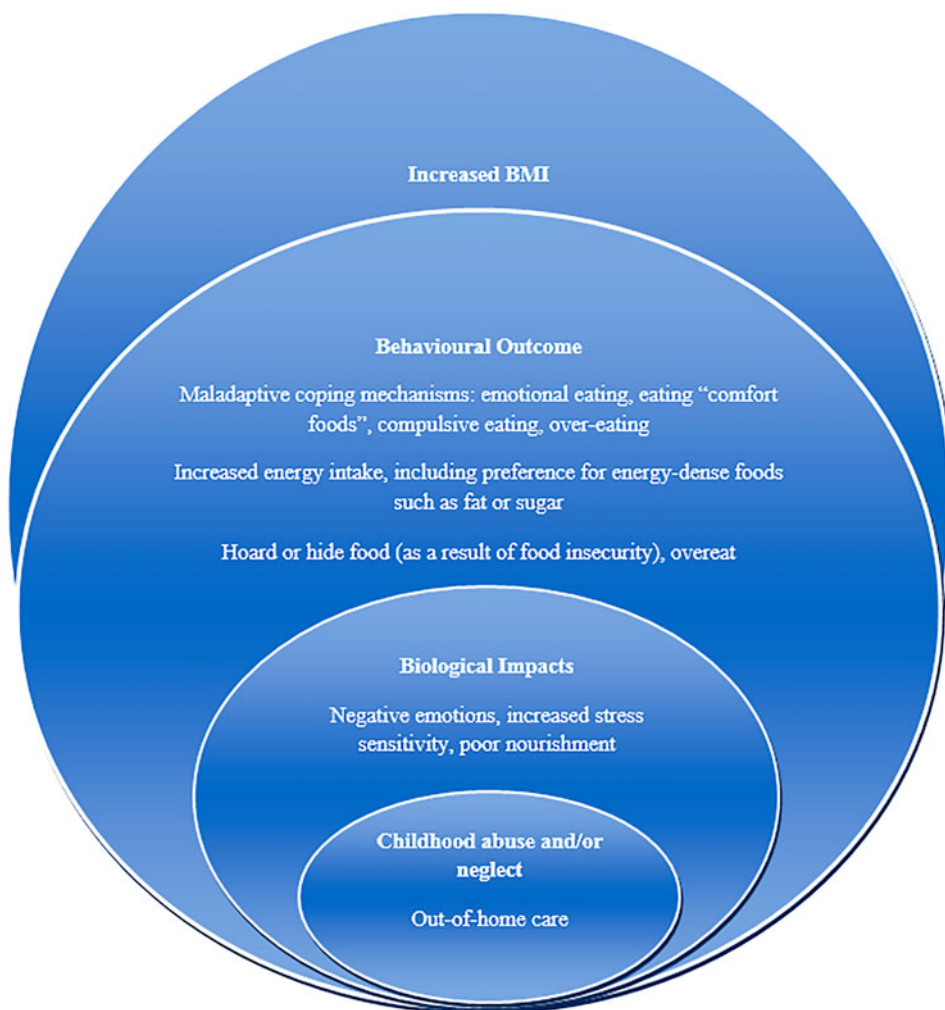 Increased BMI
Behavioural Outcome
Maladaptive coping mechanisms: emotional eating, eating “comfort
foods”, compulsive eating, over-eating
Increased energy intake, including preference for energy-dense foods
such as fat or sugar
Hoard or hide food (as a result of food insecurity), overeat
Biological Impacts
Negative emotions, increased stress
sensitivity, poor nourishment
Childhood abuse and/or
neglect
Out-of-home care